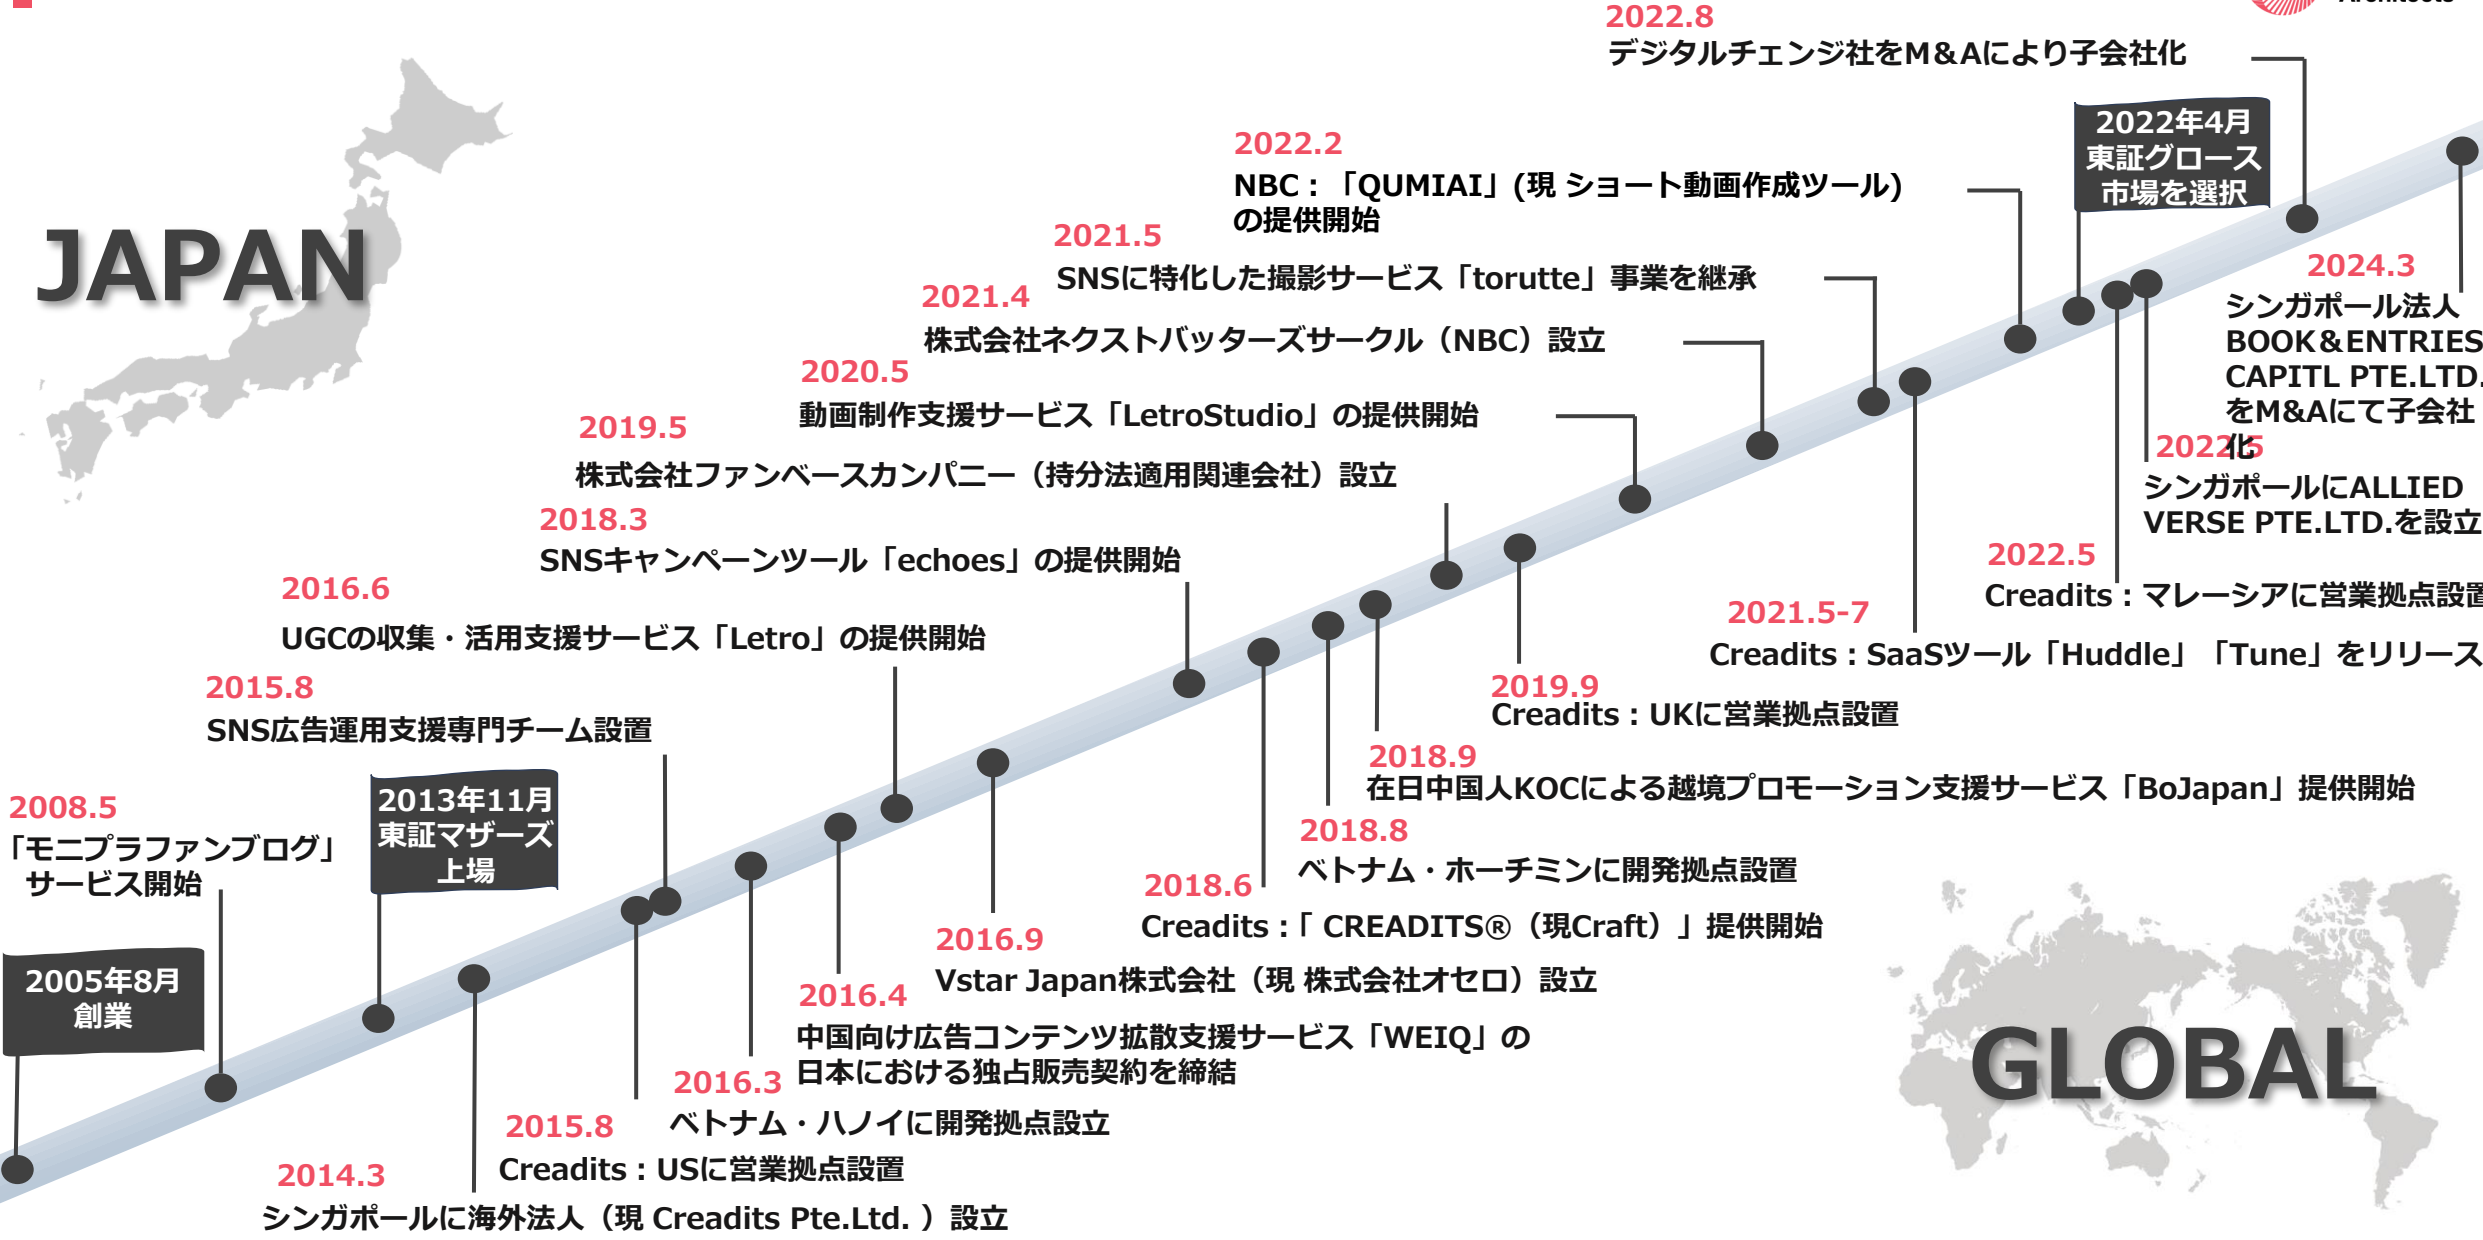 2022.8
デジタルチェンジ社をM&Aにより子会社化
2022年4月
東証グロース
市場を選択
2022.2
NBC:「QUMIAI」(現 ショート動画作成ツール)
の提供開始
JAPAN
2021.5
SNSに特化した撮影サービス「torutte」事業を継承
2024.3
シンガポール法人
BOOK&ENTRIES
CAPITL PTE.LTD.
をM&Aにて子会社
化
2021.4
株式会社ネクストバッターズサークル(NBC)設立
2020.5
動画制作支援サービス「LetroStudio」の提供開始
2019.5
株式会社ファンベースカンパニー(持分法適用関連会社)設立
2022.5
シンガポールにALLIED
VERSE PTE.LTD.を設立
2018.3
SNSキャンペーンツール「echoes」の提供開始
2022.5
Creadits:マレーシアに営業拠点設置
2016.6
UGCの収集・活用支援サービス「Letro」の提供開始
2021.5-7
Creadits:SaaSツール「Huddle」「Tune」をリリース
2015.8
SNS広告運用支援専門チーム設置
2019.9
Creadits:UKに営業拠点設置
2018.9
在日中国人KOCによる越境プロモーション支援サービス「BoJapan」提供開始
2013年11月
東証マザーズ
上場
2008.5
「モニプラファンブログ」
サービス開始
2018.8
ベトナム・ホーチミンに開発拠点設置
2018.6
Creadits:「 CREADITS®(現Craft)」提供開始
2016.9
Vstar Japan株式会社(現 株式会社オセロ)設立
2005年8月
創業
2016.4
中国向け広告コンテンツ拡散支援サービス「WEIQ」の
日本における独占販売契約を締結
GLOBAL
2016.3
ベトナム・ハノイに開発拠点設立
2015.8
Creadits:USに営業拠点設置
2014.3
シンガポールに海外法人(現 Creadits Pte.Ltd. )設立